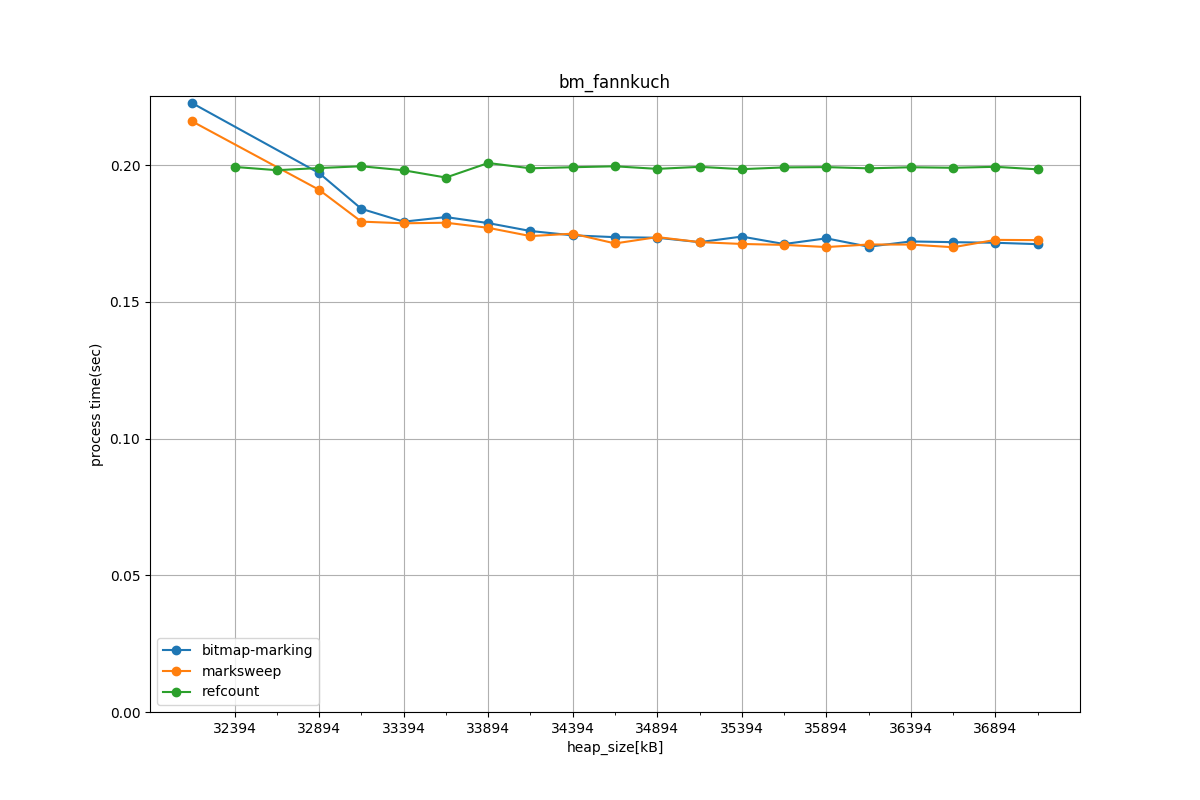 bm_fannkuch
process time(sec)
0.20
0.15
0.10
0.05
0.00
bitmap-marking
marksweep
refcount
32394 32894 33394 33894 34394 34894 35394 35894 36394 36894
heap_size[kB]